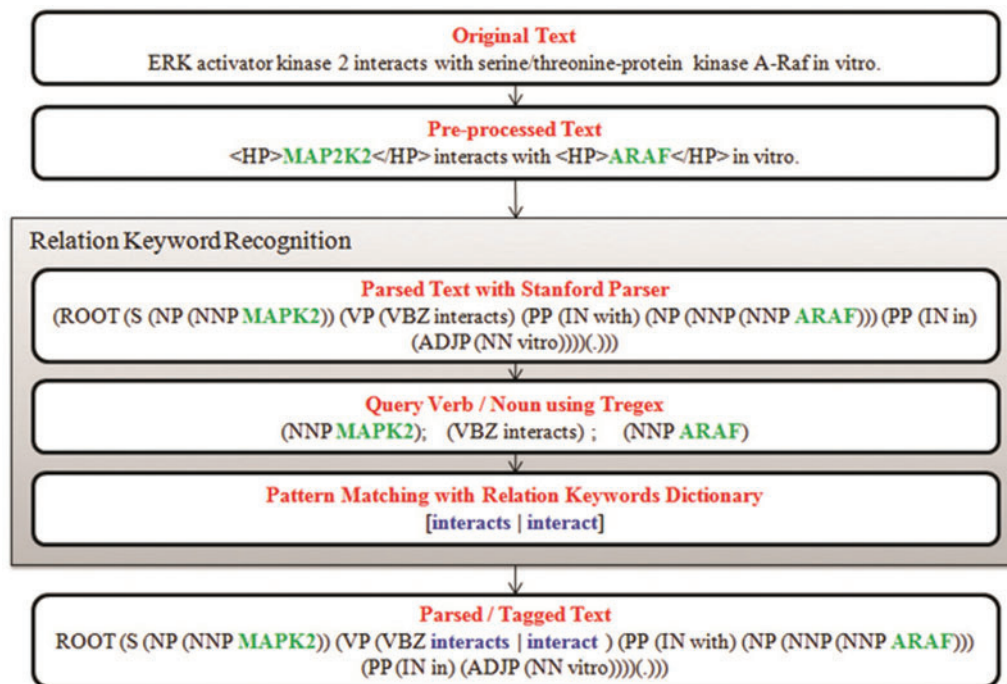 Original Text
ERK activator kinase 2 interacts with serine/threonine-protein kinase A-Raf in vitro.
Pre-processed Text
<HP>MAP2K2</HP> interacts with <HP>ARAF</HP> in vitro.
Relation Keyword Recognition
Parsed Text with Stanford Parser
(ROOT (S (NP (NNP MAPK2)) (VP (VBZ interacts) (PP (IN with) (NP (NNP (NNP ARAF))) (PP (IN in)
(ADJP (NN vitro))))(.)))
Query Verb / Noun using Tregex
(NNP MAPK2); (VBZ interacts) ; (NNP ARAF)
Pattern Matching with Relation Keywords Dictionary
[interacts | interact]
Parsed / Tagged Text
ROOT (S (NP (NNP MAPK2)) (VP (VBZ interacts | interact ) (PP (IN with) (NP (NNP (NNP ARAF)))
(PP (IN in) (ADJP (NN vitro))))(.)))